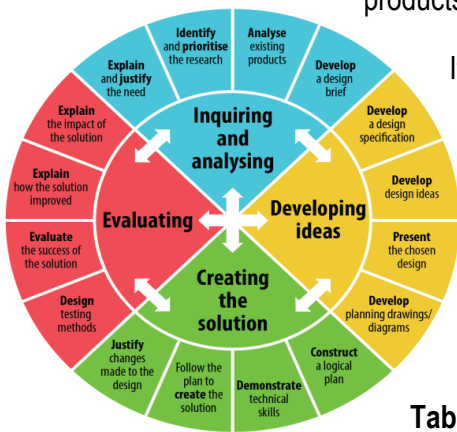 products
I
Explain
and justify
the need
Identify
and prioritise
the research
Analyse
existing
products
Develop
a design
brief
Develop
a design
specification
Develop
design ideas
Present
the chosen
design
Develop
planning drawings/
diagrams
Construct
a logical
plan
Demonstrate
technical
skills
Follow the
plan to
create the
solution
Justify
changes
made to the
design
Design
testing
methods
Evaluate
the success of
the solution
Explain
how the solution
improved
Explain
the impact of
the solution
Inquiring
and
analysing
Developing
ideas
Creating
the
solution
Evaluating
Tab